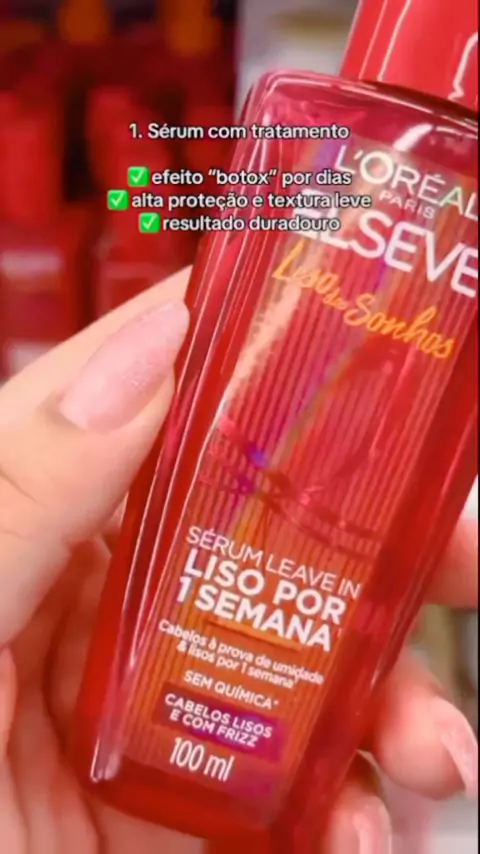 1. Sérum com tratamento
✅ efeito “botox” por dias
✅ alta proteção e textura leve
✅ resultado duradouro
L'ORÉAL
PARIS
ELSEVE
Liso dos Sonhos
SÉRUM LEAVE IN
LISO POR
1 SEMANA
Cabelos à prova de umidade
& lisos por 1 semana
SEM QUÍMICA*
CABELOS LISOS
E COM FRIZZ
100 ml